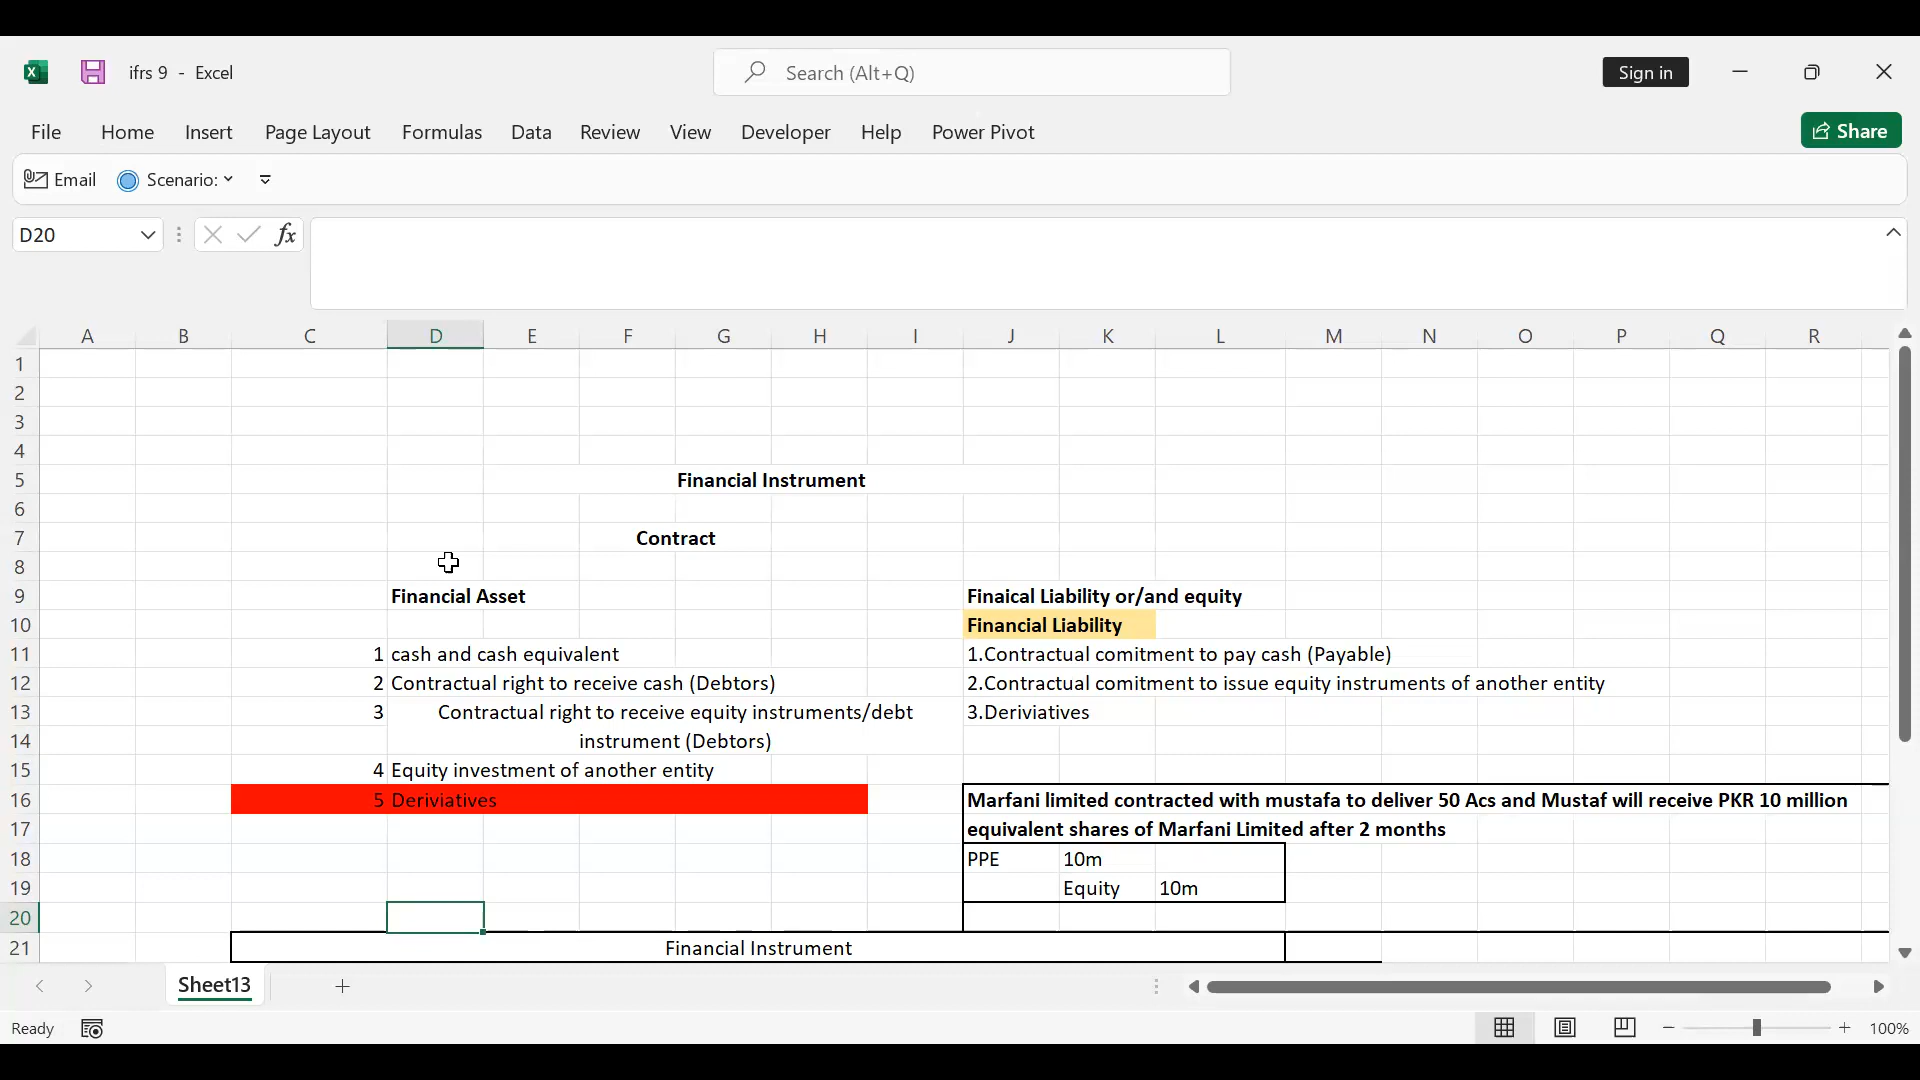 ifrs 9 - Excel
Search (Alt+Q)
Sign in
File Home Insert Page Layout Formulas Data Review View Developer Help Power Pivot
Share
Email Scenario:
D20
fx
A B C D E F G H I J K L M N O P Q R
1
2
3
4
5 Financial Instrument
6
7 Contract
8
9 Financial Asset Finaical Liability or/and equity
10 Financial Liability
11 1 cash and cash equivalent 1.Contractual comitment to pay cash (Payable)
12 2 Contractual right to receive cash (Debtors) 2.Contractual comitment to issue equity instruments of another entity
13 3 Contractual right to receive equity instruments/debt 3.Deriviatives
14 instrument (Debtors)
15 4 Equity investment of another entity
16 5 Deriviatives Marfani limited contracted with mustafa to deliver 50 Acs and Mustaf will receive PKR 10 million
17 equivalent shares of Marfani Limited after 2 months
18 PPE 10m
19 Equity 10m
20
21 Financial Instrument
Sheet13
Ready
100%